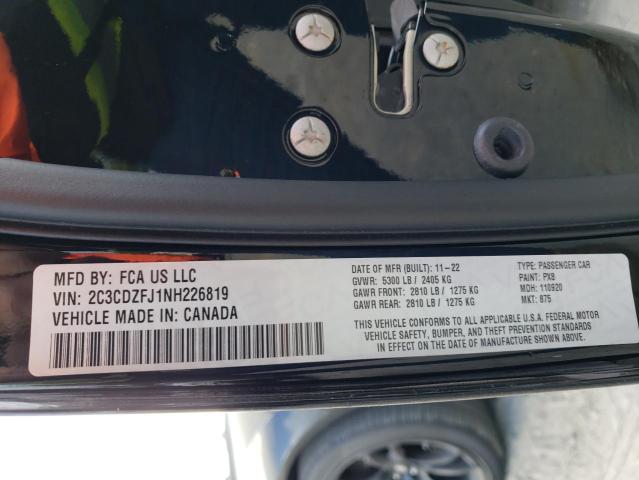 MFD BY: FCA US LLC
VIN: 2C3CDZFJ1NH226819
VEHICLE MADE IN: CANADA
DATE OF MFR (BUILT): 11-22
GVWR: 5300 LB / 2405 KG
GAWR FRONT: 2810 LB / 1275 KG
GAWR REAR: 2810 LB / 1275 KG
TYPE: PASSENGER CAR
PAINT: PX8
MDH: 110920
MKT: 875
THIS VEHICLE CONFORMS TO ALL APPLICABLE U.S.A. FEDERAL MOTOR
VEHICLE SAFETY, BUMPER, AND THEFT PREVENTION STANDARDS
IN EFFECT ON THE DATE OF MANUFACTURE SHOWN ABOVE.